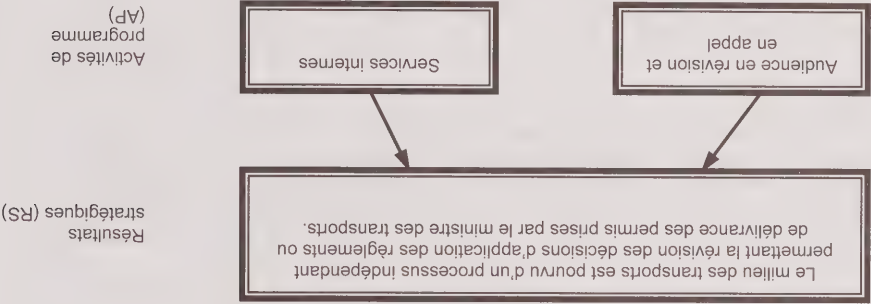 Le milieu des transports est pourvu d'un processus indépendant
permettant la révision des décisions d'application des règlements ou
de délivrance des permis prises par le ministre des transports.
Résultats
stratégiques (RS)
Audience en révision et
en appel
Services internes
Activités de
programme
(AP)